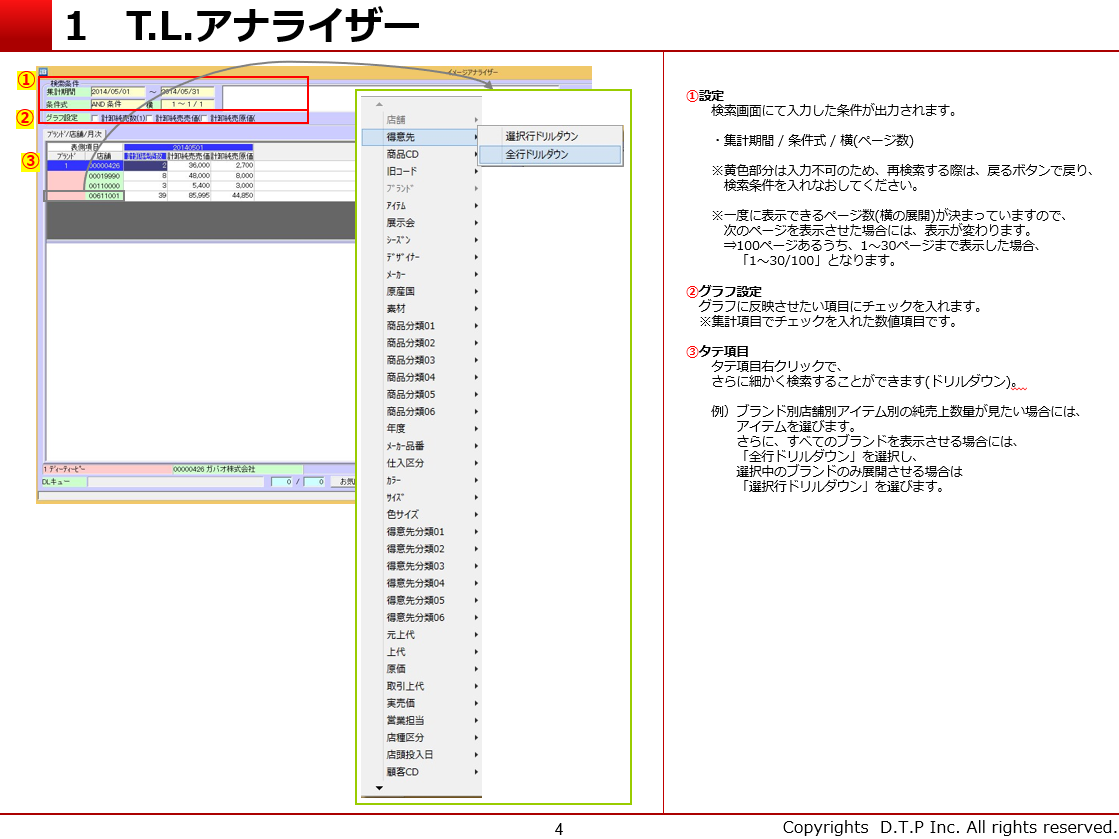 1 T.L.アナライザー
イメージアナライザー
①
検索条件
集計期間 2014/05/01 ～ 2014/05/31
条件式 AND 条件 横 1～1/1
②
グラフ設定 計卸純売数(1) 計卸純売売価( 計卸純売原価(
③
ブランド/店舗/月次
表側項目 20140501
ブランド 店舗 計卸純売数 計卸純売売価 計卸純売原価
1 00000426 2 36,000 2,700
00019990 8 48,000 8,000
00110000 3 5,400 3,000
00611001 39 85,995 44,850
1 ディーティーピー 00000426 ガバオ株式会社
DLキュー 0 / 0 お気
店舗
得意先
商品CD
旧コード
ブランド
アイテム
展示会
シーズン
デザイナー
メーカー
原産国
素材
商品分類01
商品分類02
商品分類03
商品分類04
商品分類05
商品分類06
年度
メーカー品番
仕入区分
カラー
サイズ
色サイズ
得意先分類01
得意先分類02
得意先分類03
得意先分類04
得意先分類05
得意先分類06
元上代
上代
原価
取引上代
実売価
営業担当
店種区分
店頭投入日
顧客CD
選択行ドリルダウン
全行ドリルダウン
①設定
検索画面にて入力した条件が出力されます。
・集計期間 / 条件式 / 横(ページ数)
※黄色部分は入力不可のため、再検索する際は、戻るボタンで戻り、
検索条件を入れなおしてください。
※一度に表示できるページ数(横の展開)が決まっていますので、
次のページを表示させた場合には、表示が変わります。
⇒100ページあるうち、1～30ページまで表示した場合、
「1～30/100」となります。
②グラフ設定
グラフに反映させたい項目にチェックを入れます。
※集計項目でチェックを入れた数値項目です。
③タテ項目
タテ項目右クリックで、
さらに細かく検索することができます(ドリルダウン)。
例）ブランド別店舗別アイテム別の純売上数量が見たい場合には、
アイテムを選びます。
さらに、すべてのブランドを表示させる場合には、
「全行ドリルダウン」を選択し、
選択中のブランドのみ展開させる場合は
「選択行ドリルダウン」を選びます。
4
Copyrights D.T.P Inc. All rights reserved.